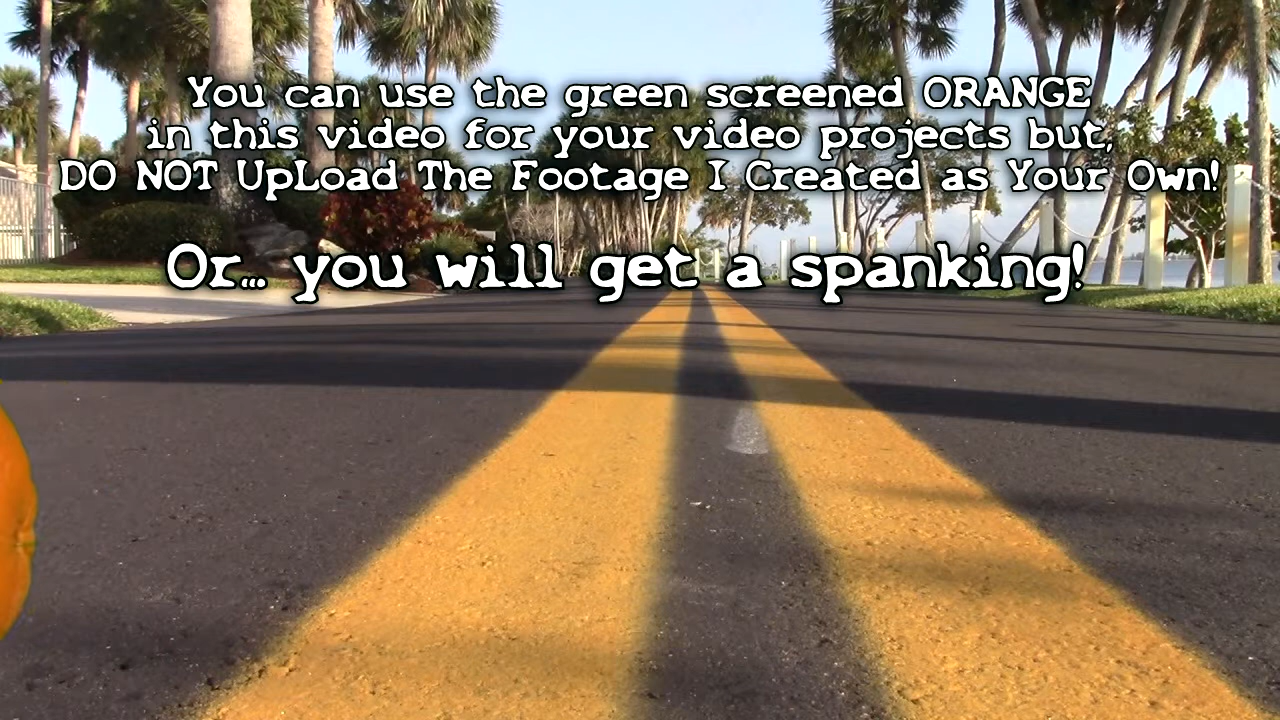 You can use the green screened ORANGE
in this video for your video projects but,
DO NOT UpLoad The Footage I Created as Your Own!
Or... you will get a spanking!